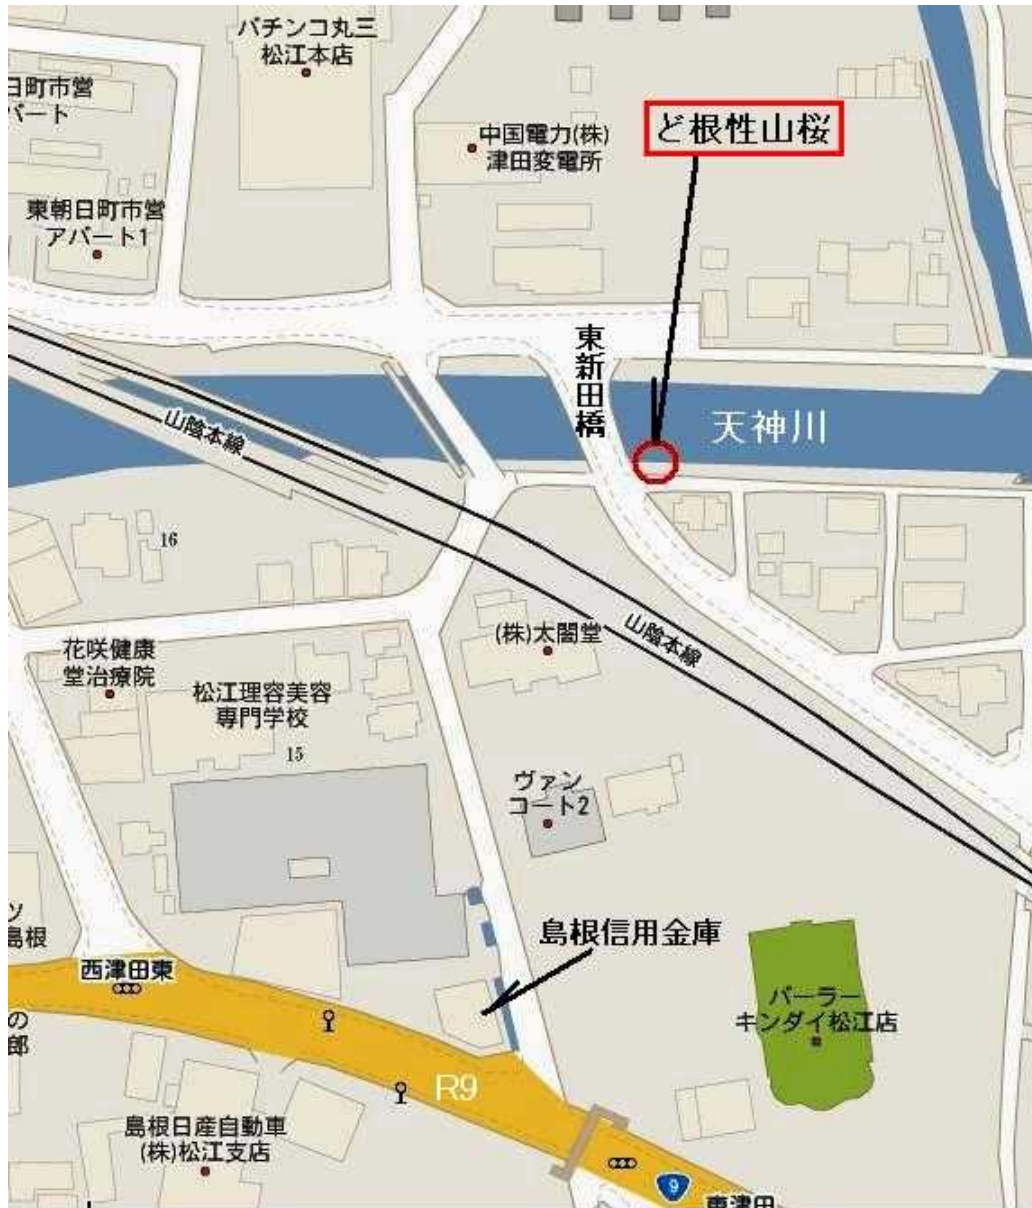 パチンコ丸三
松江本店
日町市営
パート
中国電力(株)
津田変電所
ど根性山桜
東朝日町市営
アパート1
東新田橋
天神川
山陰本線
16
(株)太閤堂
山陰本線
花咲健康
堂治療院
松江理容美容
専門学校
15
ヴァン
コート2
島根
島根信用金庫
西津田東
パーラー
キンダイ松江店
の
郎
R9
島根日産自動車
(株)松江支店
9
東津田